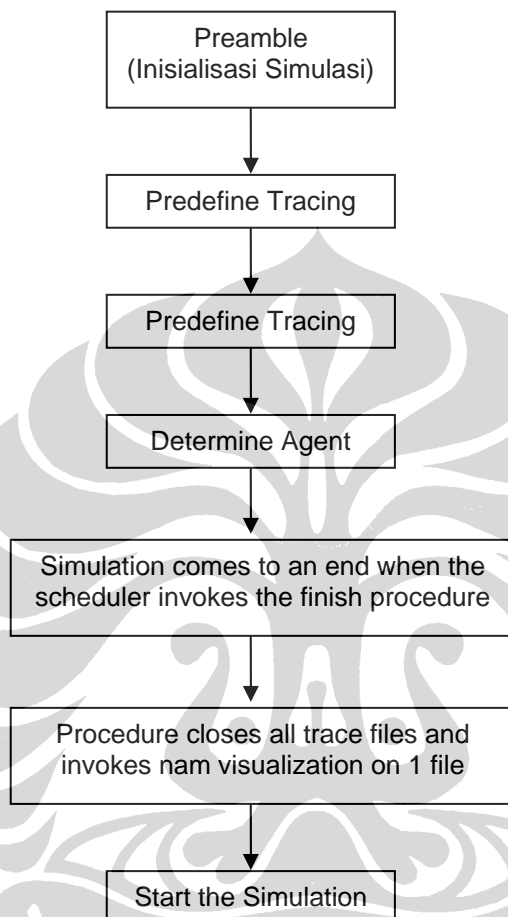 Preamble
(Inisialisasi Simulasi)
Predefine Tracing
Predefine Tracing
Determine Agent
Simulation comes to an end when the
scheduler invokes the finish procedure
Procedure closes all trace files and
invokes nam visualization on 1 file
Start the Simulation